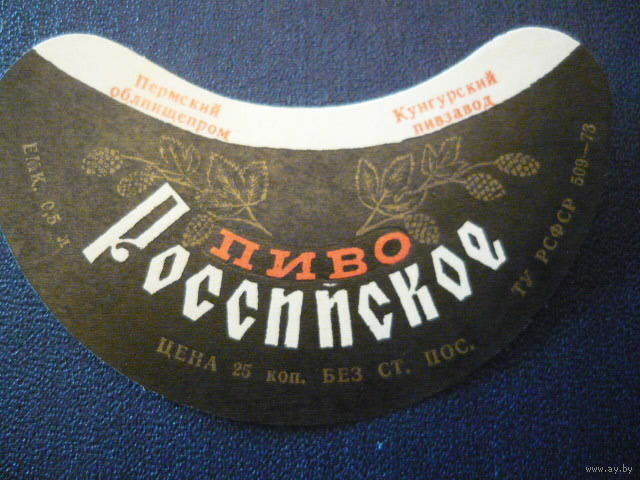 Пермский
облпищепром
Кунгурский
пивзавод
ЕМК. 0,5 л
ПИВО
Российское
ТУ РСФСР 509—73
ЦЕНА 25 коп. БЕЗ СТ. ПОС.
www.ay.by